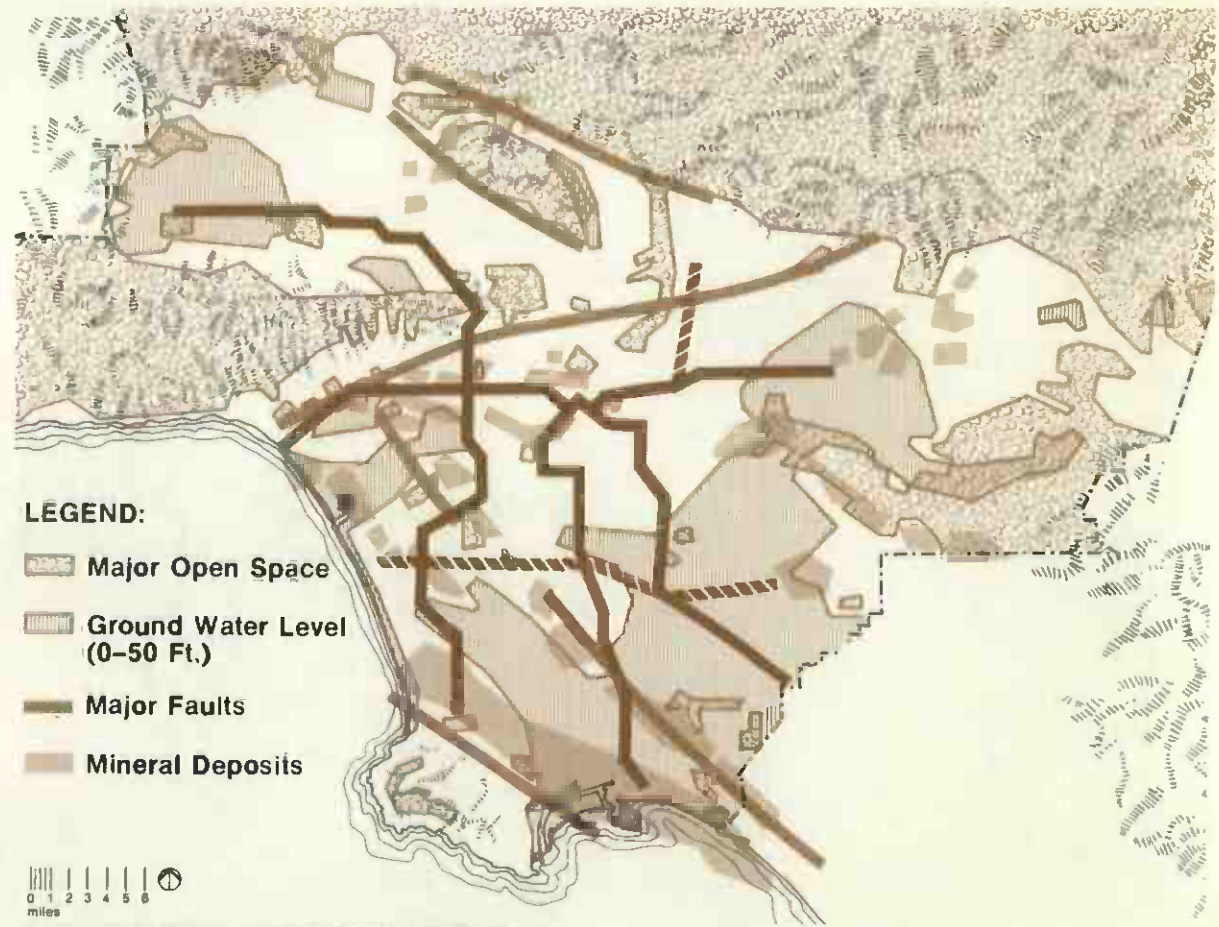 LEGEND:
Major Open Space
Ground Water Level
(0–50 Ft.)
Major Faults
Mineral Deposits
0 1 2 3 4 5 6
miles